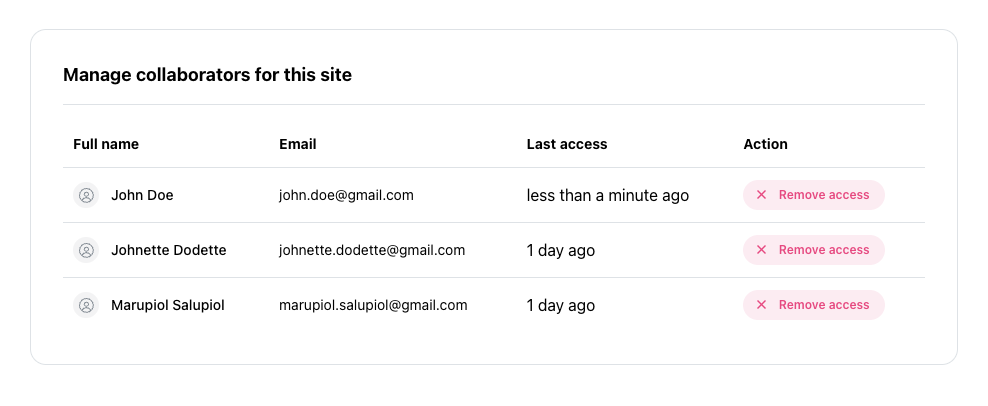 Manage collaborators for this site
Full name Email Last access Action
John Doe john.doe@gmail.com less than a minute ago Remove access
Johnette Dodette johnette.dodette@gmail.com 1 day ago Remove access
Marupiol Salupiol marupiol.salupiol@gmail.com 1 day ago Remove access